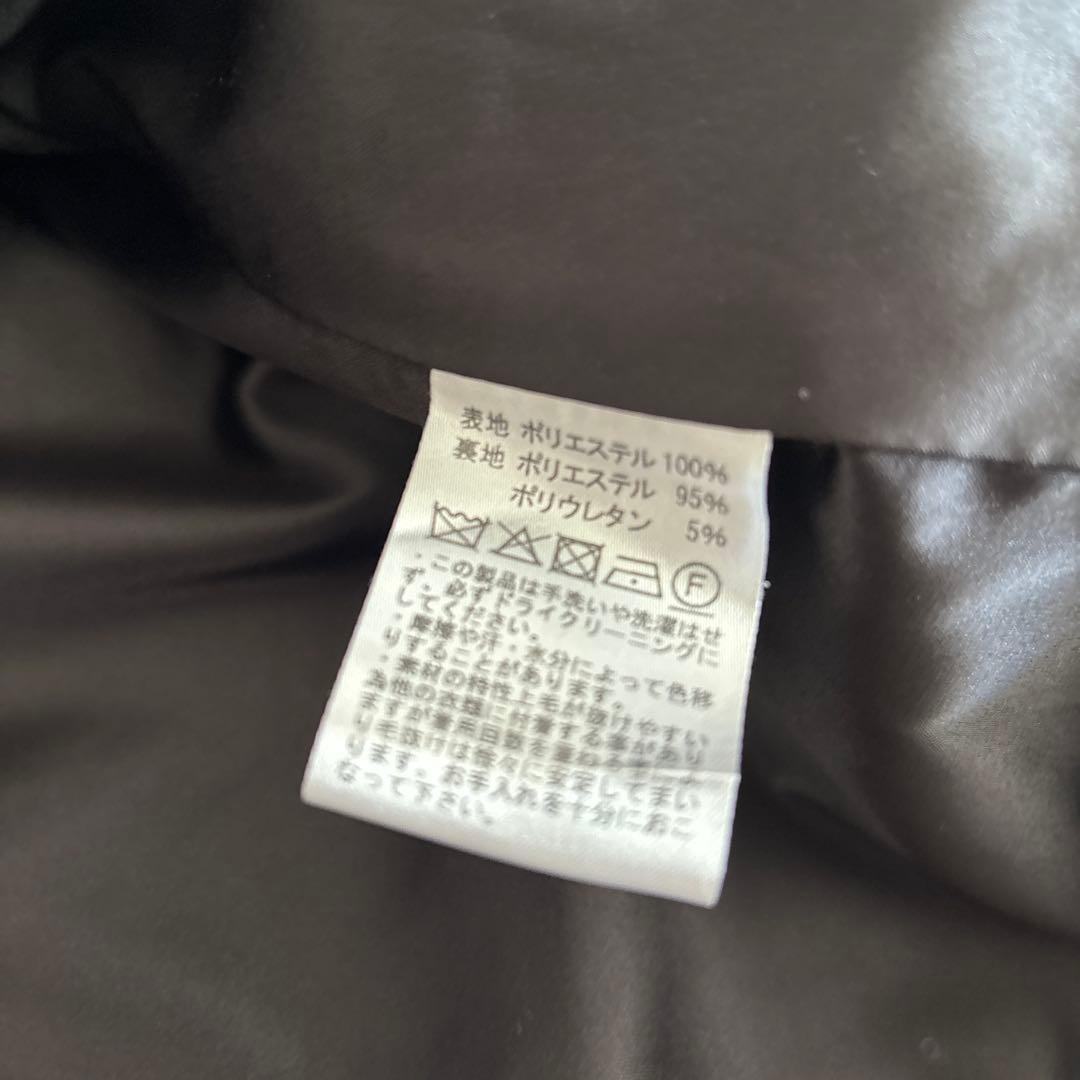 表地 ポリエステル 100%
裏地 ポリエステル 95%
ポリウレタン 5%
F
・この製品は手洗いや洗濯はせ
ず、必ずドライクリーニングに
してください。
・摩擦や汗・水分によって色移
りすることがあります。
・素材の特性上毛が抜けやすい
為他の衣類に付着する事があり
ますが着用回数を重ね
り毛抜けは徐々に安定してまい
ります。お手入れを十分におこ
なって下さい。